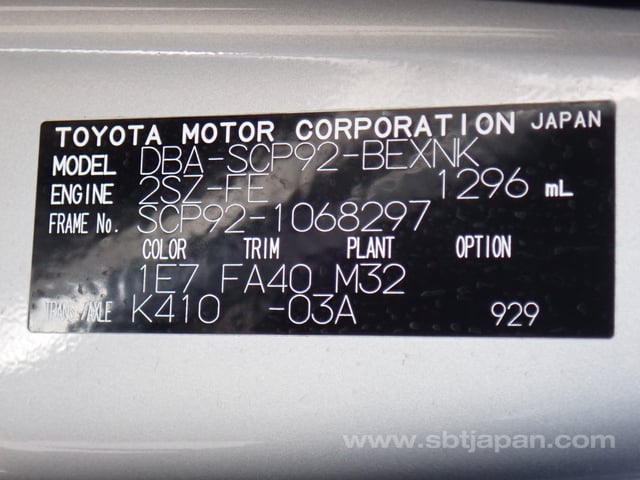 TOYOTA MOTOR CORPORATION JAPAN
MODEL DBA-SCP92-BEXNK
ENGINE 2SZ-FE 1296 mL
FRAME No. SCP92-1068297
COLOR TRIM PLANT OPTION
1E7 FA40 M32
TRANS/AXLE K410 -03A 929
www.sbtjapan.com